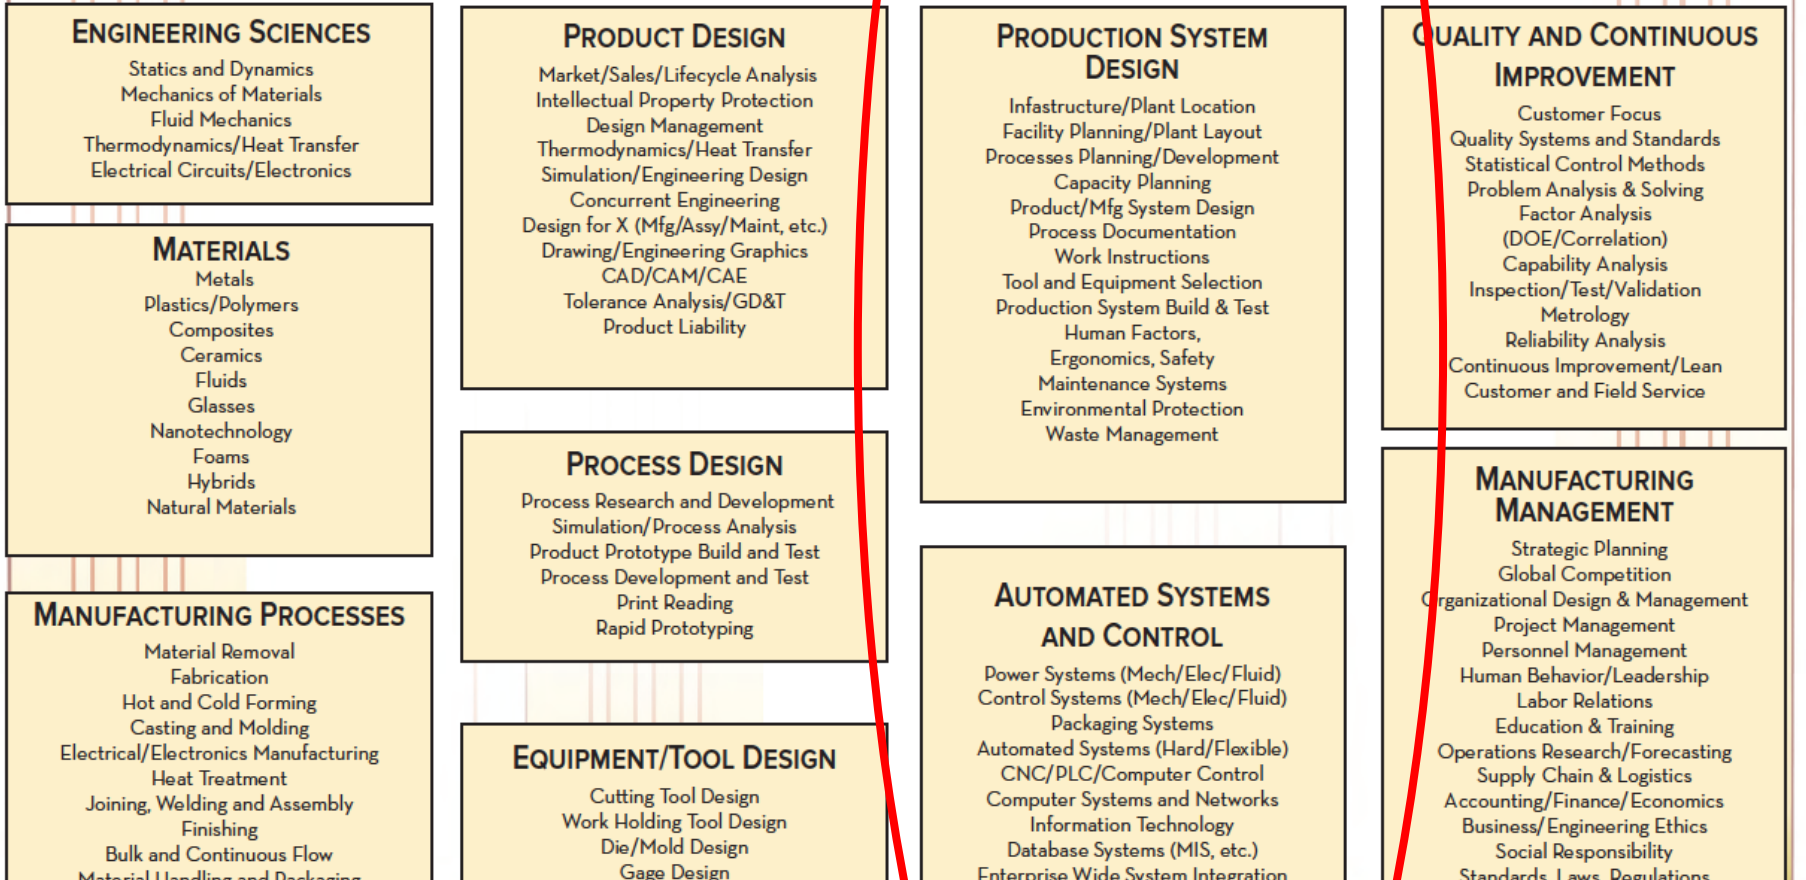 ENGINEERING SCIENCES
Statics and Dynamics
Mechanics of Materials
Fluid Mechanics
Thermodynamics/Heat Transfer
Electrical Circuits/Electronics
MATERIALS
Metals
Plastics/Polymers
Composites
Ceramics
Fluids
Glasses
Nanotechnology
Foams
Hybrids
Natural Materials
MANUFACTURING PROCESSES
Material Removal
Fabrication
Hot and Cold Forming
Casting and Molding
Electrical/Electronics Manufacturing
Heat Treatment
Joining, Welding and Assembly
Finishing
Bulk and Continuous Flow
Material Handling and Packaging
PRODUCT DESIGN
Market/Sales/Lifecycle Analysis
Intellectual Property Protection
Design Management
Thermodynamics/Heat Transfer
Simulation/Engineering Design
Concurrent Engineering
Design for X (Mfg/Assy/Maint, etc.)
Drawing/Engineering Graphics
CAD/CAM/CAE
Tolerance Analysis/GD&T
Product Liability
PROCESS DESIGN
Process Research and Development
Simulation/Process Analysis
Product Prototype Build and Test
Process Development and Test
Print Reading
Rapid Prototyping
EQUIPMENT/TOOL DESIGN
Cutting Tool Design
Work Holding Tool Design
Die/Mold Design
Gage Design
PRODUCTION SYSTEM
DESIGN
Infastructure/Plant Location
Facility Planning/Plant Layout
Processes Planning/Development
Capacity Planning
Product/Mfg System Design
Process Documentation
Work Instructions
Tool and Equipment Selection
Production System Build & Test
Human Factors,
Ergonomics, Safety
Maintenance Systems
Environmental Protection
Waste Management
AUTOMATED SYSTEMS
AND CONTROL
Power Systems (Mech/Elec/Fluid)
Control Systems (Mech/Elec/Fluid)
Packaging Systems
Automated Systems (Hard/Flexible)
CNC/PLC/Computer Control
Computer Systems and Networks
Information Technology
Database Systems (MIS, etc.)
Enterprise Wide System Integration
QUALITY AND CONTINUOUS
IMPROVEMENT
Customer Focus
Quality Systems and Standards
Statistical Control Methods
Problem Analysis & Solving
Factor Analysis
(DOE/Correlation)
Capability Analysis
Inspection/Test/Validation
Metrology
Reliability Analysis
Continuous Improvement/Lean
Customer and Field Service
MANUFACTURING
MANAGEMENT
Strategic Planning
Global Competition
Organizational Design & Management
Project Management
Personnel Management
Human Behavior/Leadership
Labor Relations
Education & Training
Operations Research/Forecasting
Supply Chain & Logistics
Accounting/Finance/Economics
Business/Engineering Ethics
Social Responsibility
Standards, Laws, Regulations